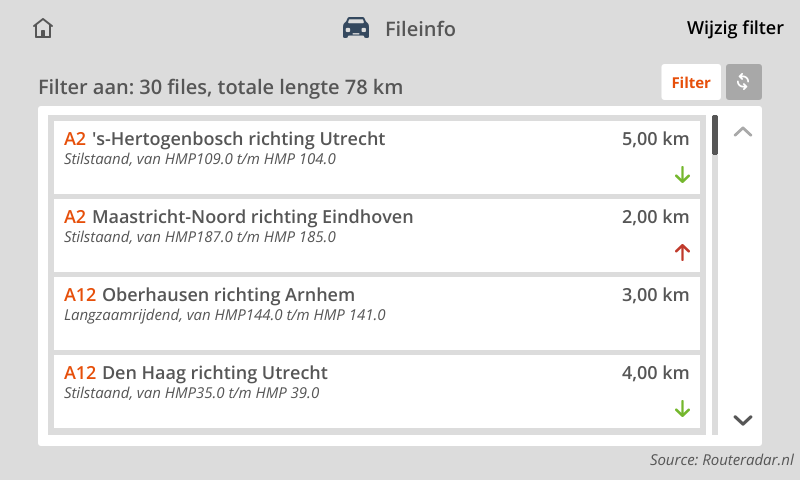 Fileinfo
Wijzig filter
Filter aan: 30 files, totale lengte 78 km
Filter
A2 's-Hertogenbosch richting Utrecht 5,00 km
Stilstaand, van HMP109.0 t/m HMP 104.0
A2 Maastricht-Noord richting Eindhoven 2,00 km
Stilstaand, van HMP187.0 t/m HMP 185.0
A12 Oberhausen richting Arnhem 3,00 km
Langzaamrijdend, van HMP144.0 t/m HMP 141.0
A12 Den Haag richting Utrecht 4,00 km
Stilstaand, van HMP35.0 t/m HMP 39.0
Source: Routeradar.nl